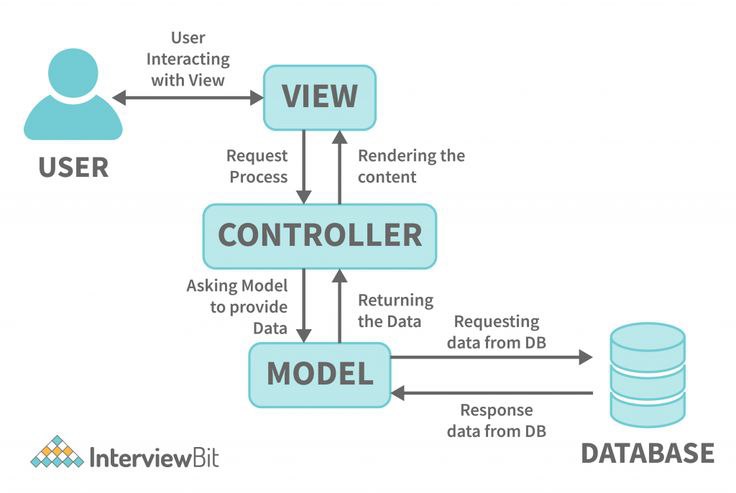 User
Interacting
with View
VIEW
USER
Request
Process
Rendering the
content
CONTROLLER
Asking Model
to provide
Data
Returning
the Data
Requesting
data from DB
MODEL
Response
data from DB
DATABASE
InterviewBit